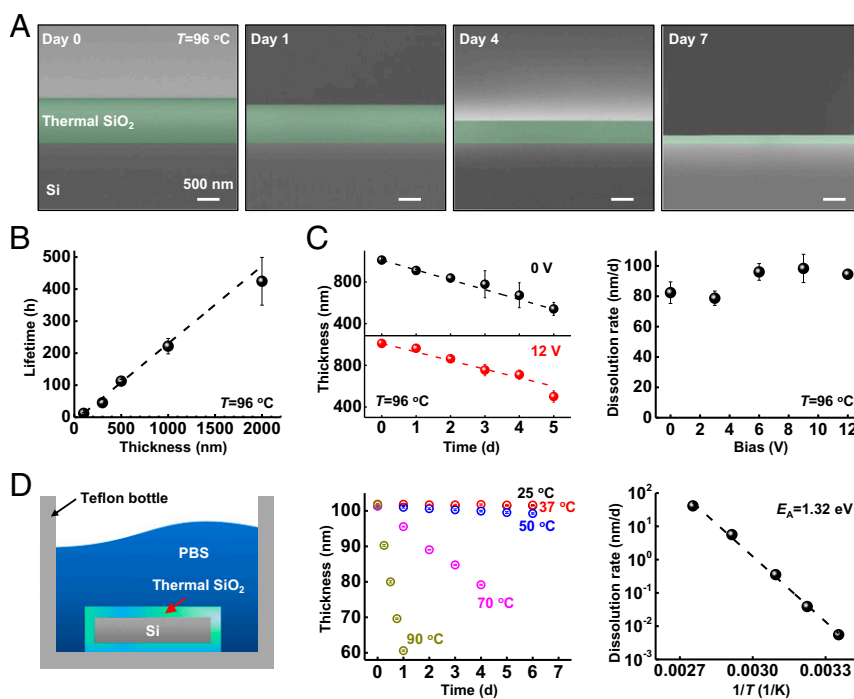 A
Day 0
T=96 °C
Thermal SiO2
Si
500 nm
Day 1
Day 4
Day 7
B
Lifetime (h)
500
400
300
200
100
0
0 500 1000 1500 2000
Thickness (nm)
T=96 °C
C
Thickness (nm)
800
400
0 V
800
400
12 V
T=96 °C
0 1 2 3 4 5
Time (d)
Dissolution rate (nm/d)
120
100
80
60
40
20
0
T=96 °C
0 3 6 9 12
Bias (V)
D
Teflon bottle
PBS
Thermal SiO2
Si
Thickness (nm)
100
90
80
70
60
25 °C
37 °C
50 °C
70 °C
90 °C
0 1 2 3 4 5 6 7
Time (d)
Dissolution rate (nm/d)
10^2
10^1
10^0
10^-1
10^-2
10^-3
EA=1.32 eV
0.0027 0.0030 0.0033
1/T (1/K)